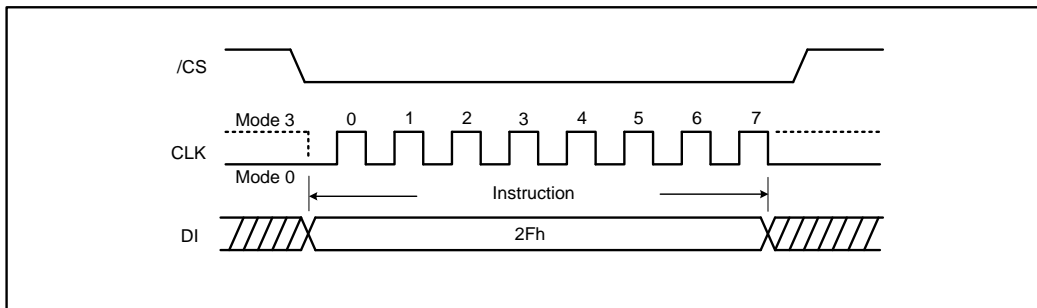 /CS
Mode 3 0 1 2 3 4 5 6 7
CLK
Mode 0
Instruction
DI 2Fh